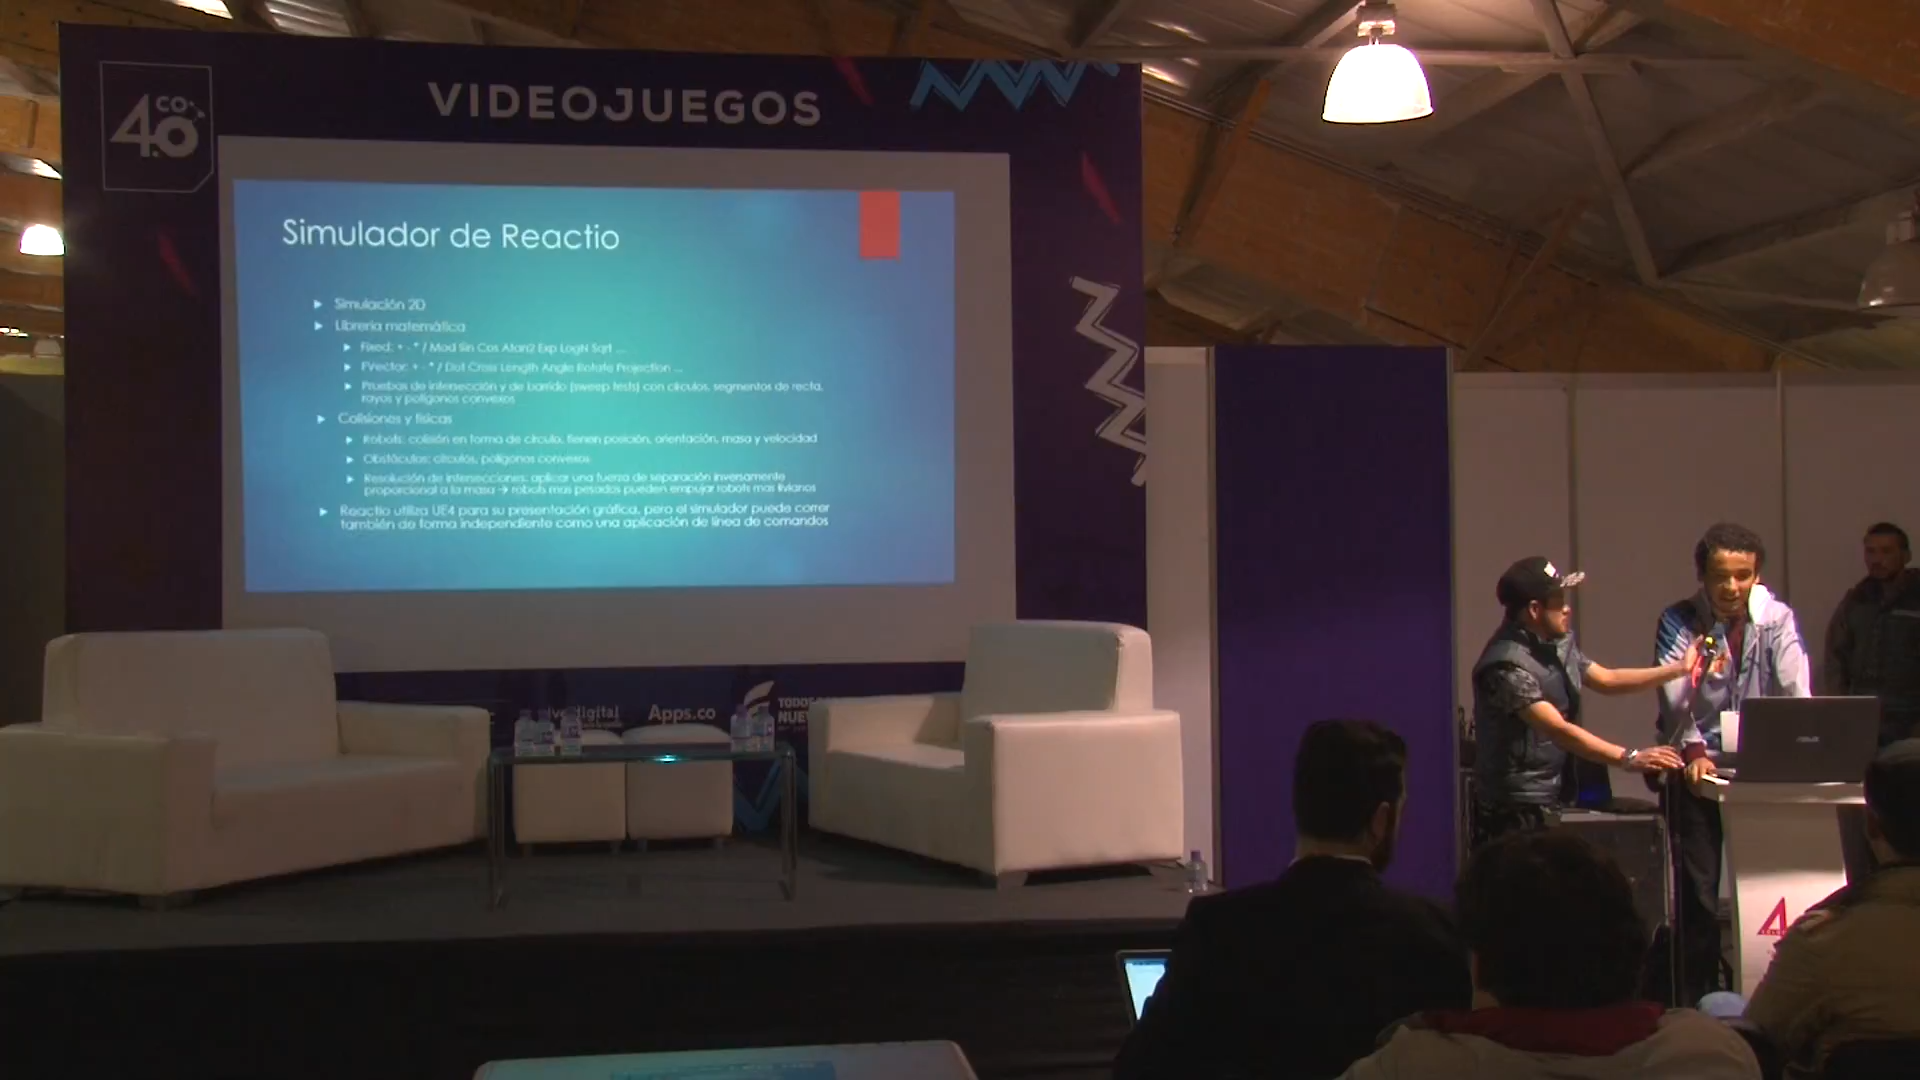 CO
4.0
VIDEOJUEGOS
Simulador de Reactio
Simulación 2D
Librería matemática
Fixed: + - * / Mod Sin Cos Atan2 Exp LogN Sqrt ...
FVector: + - * / Dot Cross Length Angle Rotate Projection ...
Pruebas de intersección y de barrido (sweep tests) con círculos, segmentos de recta,
rayos y polígonos convexos
Colisiones y físicas
Robots: colisión en forma de círculo, tienen posición, orientación, masa y velocidad
Obstáculos: círculos, polígonos convexos
Resolución de intersecciones: aplicar una fuerza de separación inversamente
proporcional a la masa → robots mas pesados pueden empujar robots mas livianos
Reactio utiliza UE4 para su presentación gráfica, pero el simulador puede correr
también de forma independiente como una aplicación de línea de comandos
digital
Apps.co
ASUS
4